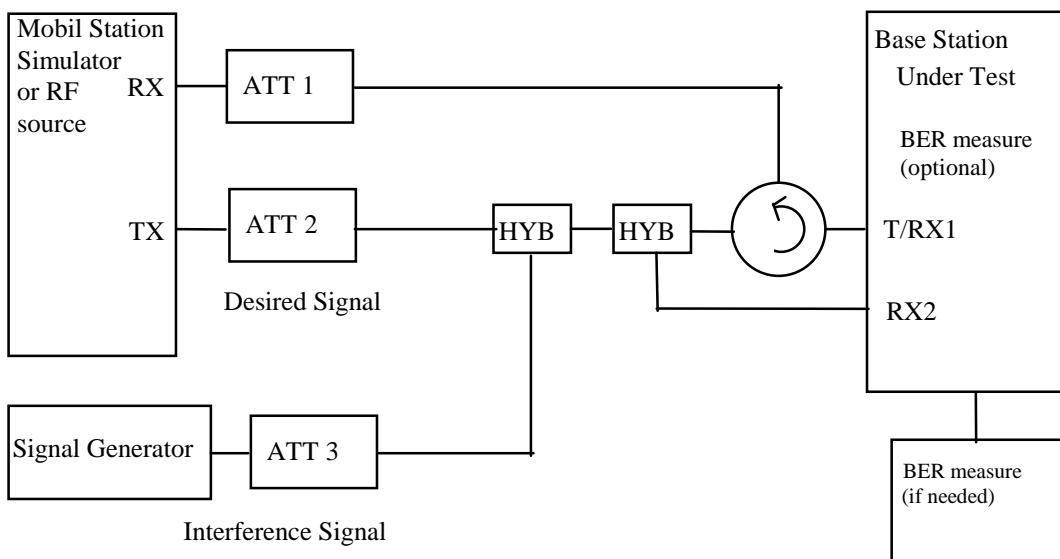 Mobil Station
Simulator
or RF
source
RX
TX
ATT 1
ATT 2
Desired Signal
HYB
HYB
Base Station
Under Test
BER measure
(optional)
T/RX1
RX2
Signal Generator
ATT 3
Interference Signal
BER measure
(if needed)